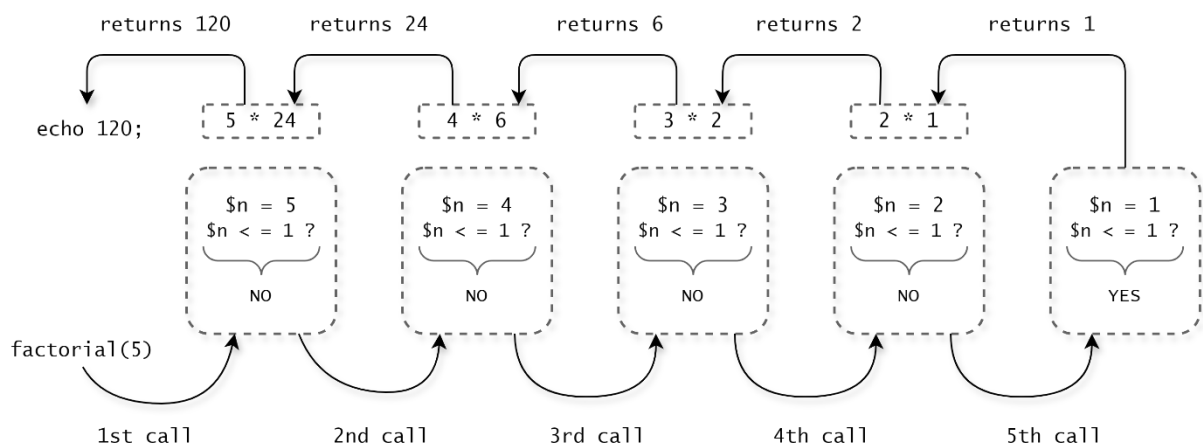 returns 120
returns 24
returns 6
returns 2
returns 1
echo 120;
5 * 24
4 * 6
3 * 2
2 * 1
$n = 5
$n < = 1 ?
NO
$n = 4
$n < = 1 ?
NO
$n = 3
$n < = 1 ?
NO
$n = 2
$n < = 1 ?
NO
$n = 1
$n < = 1 ?
YES
factorial(5)
1st call
2nd call
3rd call
4th call
5th call